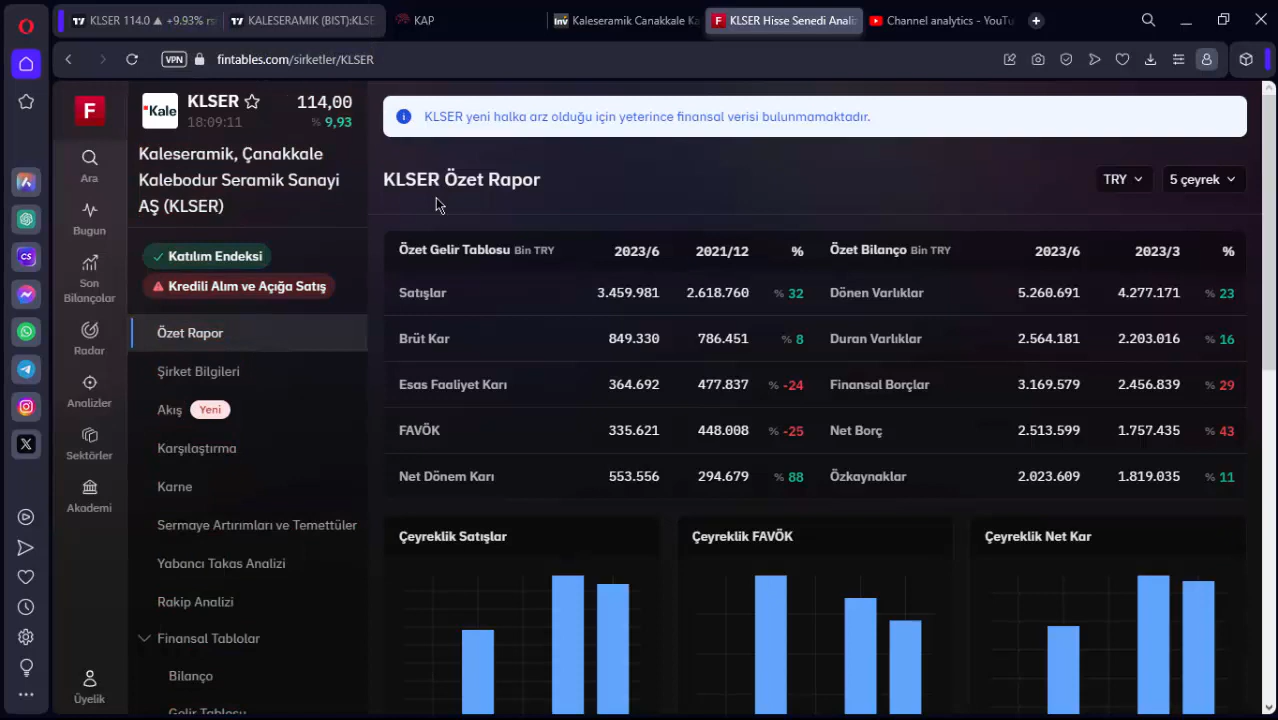 KLSER 114.0 ▲ +9.93%
KALESERAMIK (BIST):KLSE
KAP
Inv Kaleseramik Canakkale Ka
F KLSER Hisse Senedi Anali
Channel analytics - YouTu
VPN
fintables.com/sirketler/KLSER
F
Ara
Bugun
Son
Bilançolar
Radar
Analizler
Sektörler
Akademi
Üyelik
Kale
KLSER
114,00
18:09:11
% 9,93
Kaleseramik, Çanakkale
Kalebodur Seramik Sanayi
AŞ (KLSER)
Katılım Endeksi
Kredili Alım ve Açığa Satış
Özet Rapor
Şirket Bilgileri
Akış Yeni
Karşılaştırma
Karne
Sermaye Artırımları ve Temettüler
Yabancı Takas Analizi
Rakip Analizi
Finansal Tablolar
Bilanço
Gelir Tablosu
KLSER yeni halka arz olduğu için yeterince finansal verisi bulunmamaktadır.
KLSER Özet Rapor
TRY
5 çeyrek
Özet Gelir Tablosu Bin TRY 2023/6 2021/12 %
Satışlar 3.459.981 2.618.760 % 32
Brüt Kar 849.330 786.451 % 8
Esas Faaliyet Karı 364.692 477.837 % -24
FAVÖK 335.621 448.008 % -25
Net Dönem Karı 553.556 294.679 % 88
Özet Bilanço Bin TRY 2023/6 2023/3 %
Dönen Varlıklar 5.260.691 4.277.171 % 23
Duran Varlıklar 2.564.181 2.203.016 % 16
Finansal Borçlar 3.169.579 2.456.839 % 29
Net Borç 2.513.599 1.757.435 % 43
Özkaynaklar 2.023.609 1.819.035 % 11
Çeyreklik Satışlar
Çeyreklik FAVÖK
Çeyreklik Net Kar